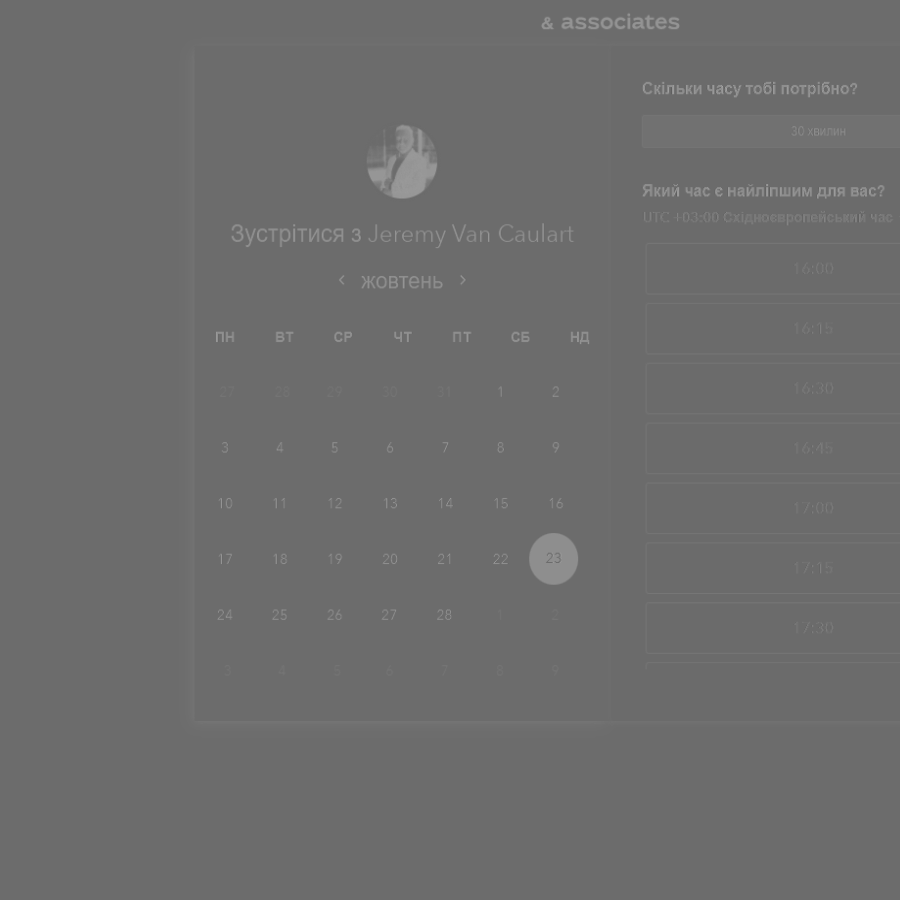 & associates
Зустрітися з Jeremy Van Caulart
жовтень
ПН ВТ СР ЧТ ПТ СБ НД
27 28 29 30 31 1 2
3 4 5 6 7 8 9
10 11 12 13 14 15 16
17 18 19 20 21 22 23
24 25 26 27 28 1 2
3 4 5 6 7 8 9
Скільки часу тобі потрібно?
30 хвилин
Який час є найліпшим для вас?
UTC +03:00 Східноєвропейський час
16:00
16:15
16:30
16:45
17:00
17:15
17:30